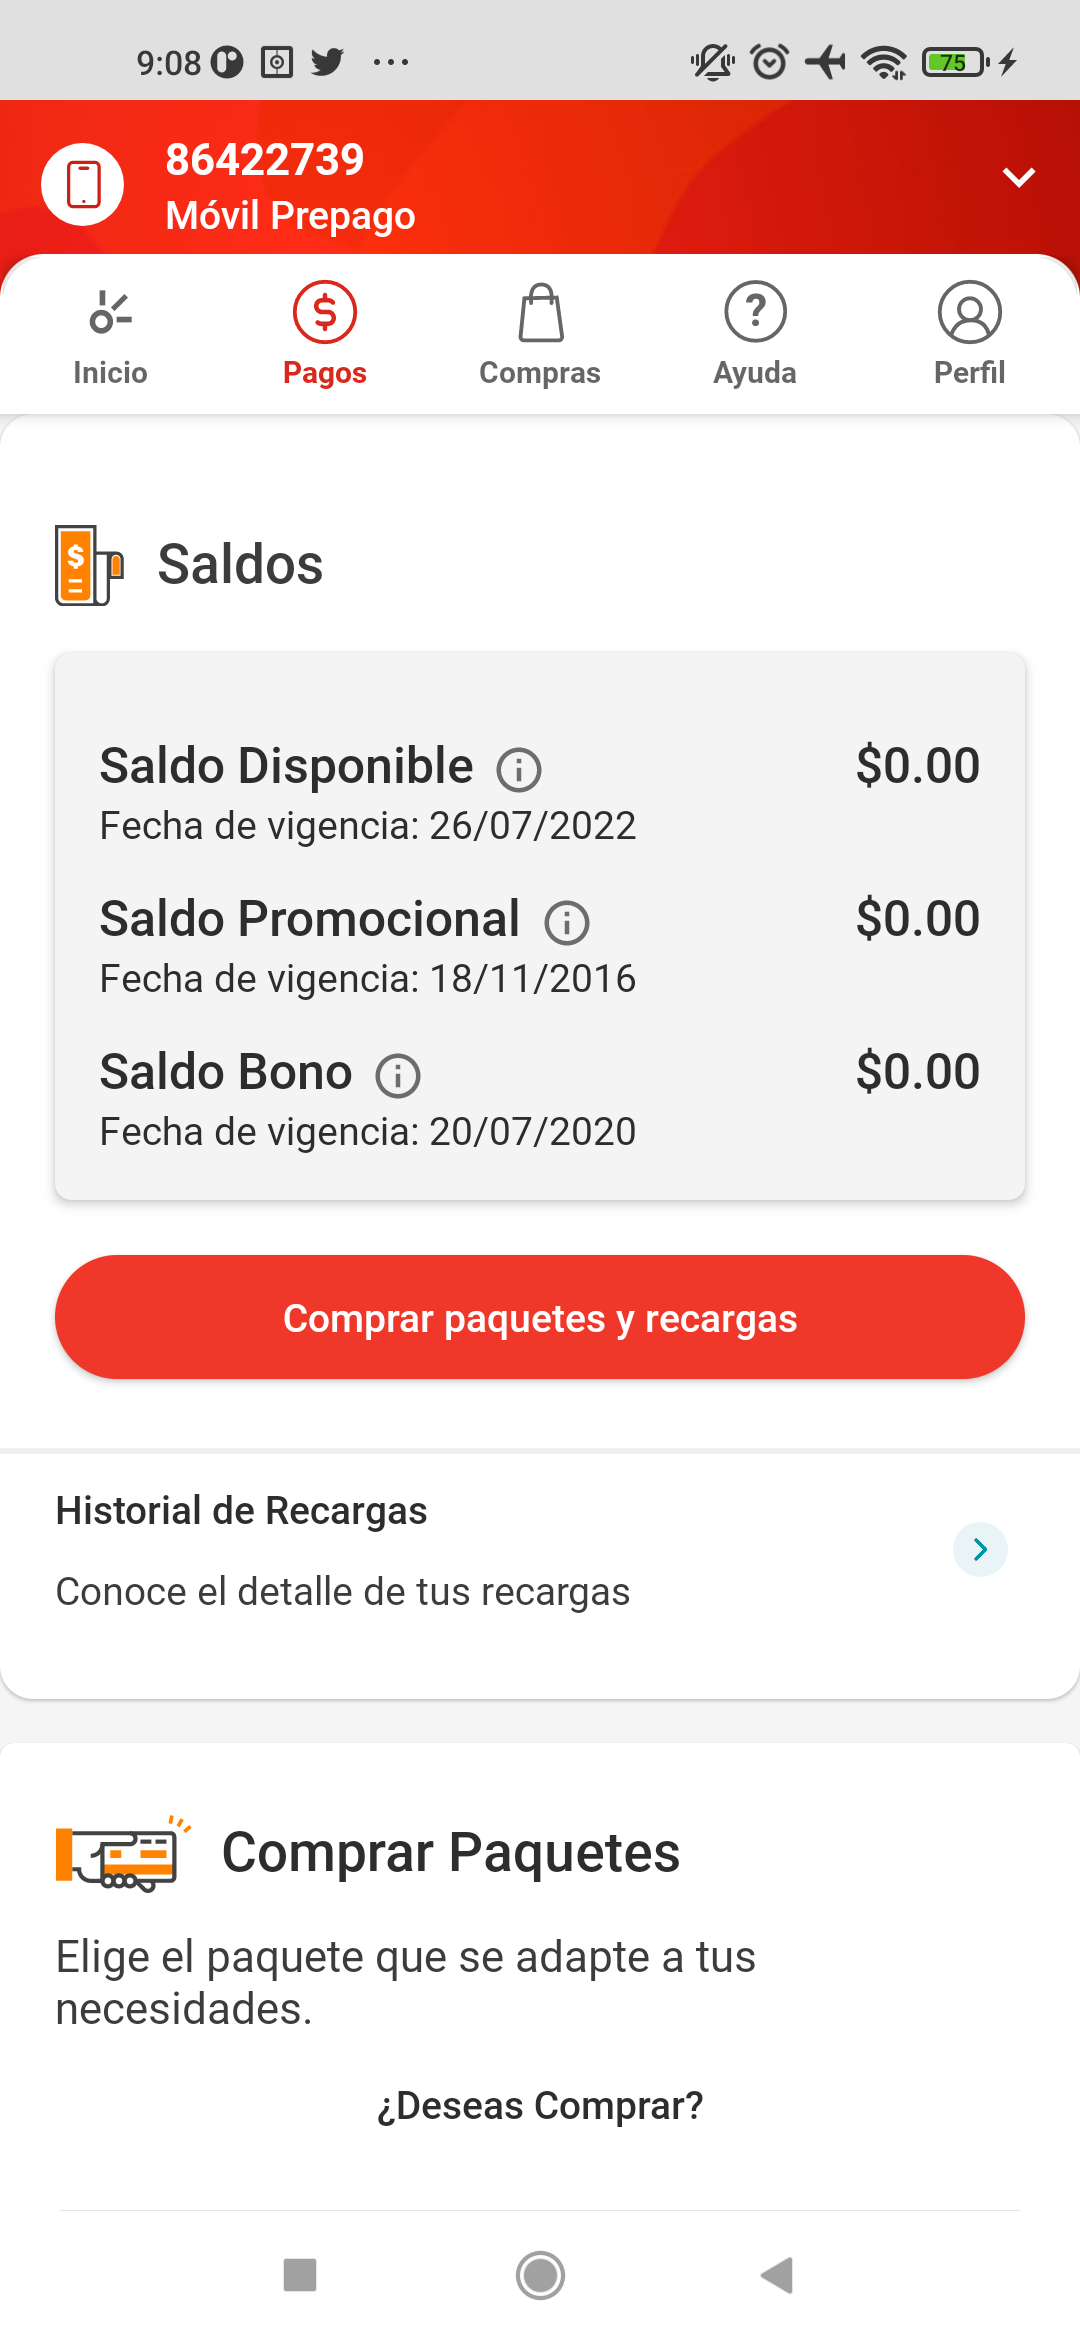 9:08
75
86422739
Móvil Prepago
Inicio
Pagos
Compras
Ayuda
Perfil
Saldos
Saldo Disponible
$0.00
Fecha de vigencia: 26/07/2022
Saldo Promocional
$0.00
Fecha de vigencia: 18/11/2016
Saldo Bono
$0.00
Fecha de vigencia: 20/07/2020
Comprar paquetes y recargas
Historial de Recargas
Conoce el detalle de tus recargas
Comprar Paquetes
Elige el paquete que se adapte a tus
necesidades.
¿Deseas Comprar?